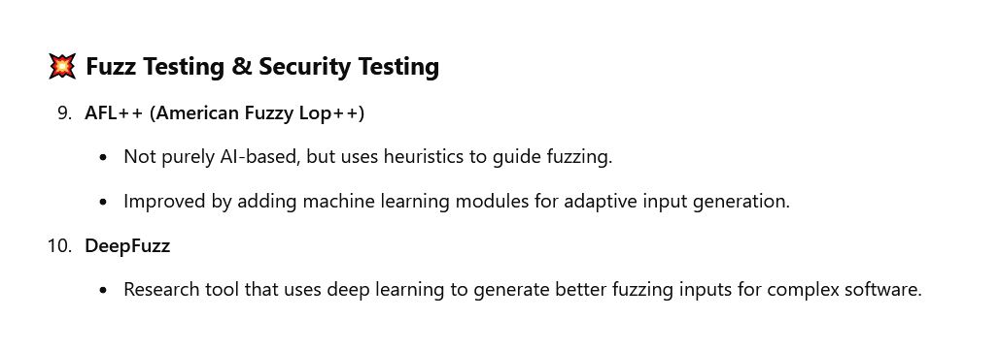 💥 Fuzz Testing & Security Testing
9. AFL++ (American Fuzzy Lop++)
• Not purely AI-based, but uses heuristics to guide fuzzing.
• Improved by adding machine learning modules for adaptive input generation.
10. DeepFuzz
• Research tool that uses deep learning to generate better fuzzing inputs for complex software.